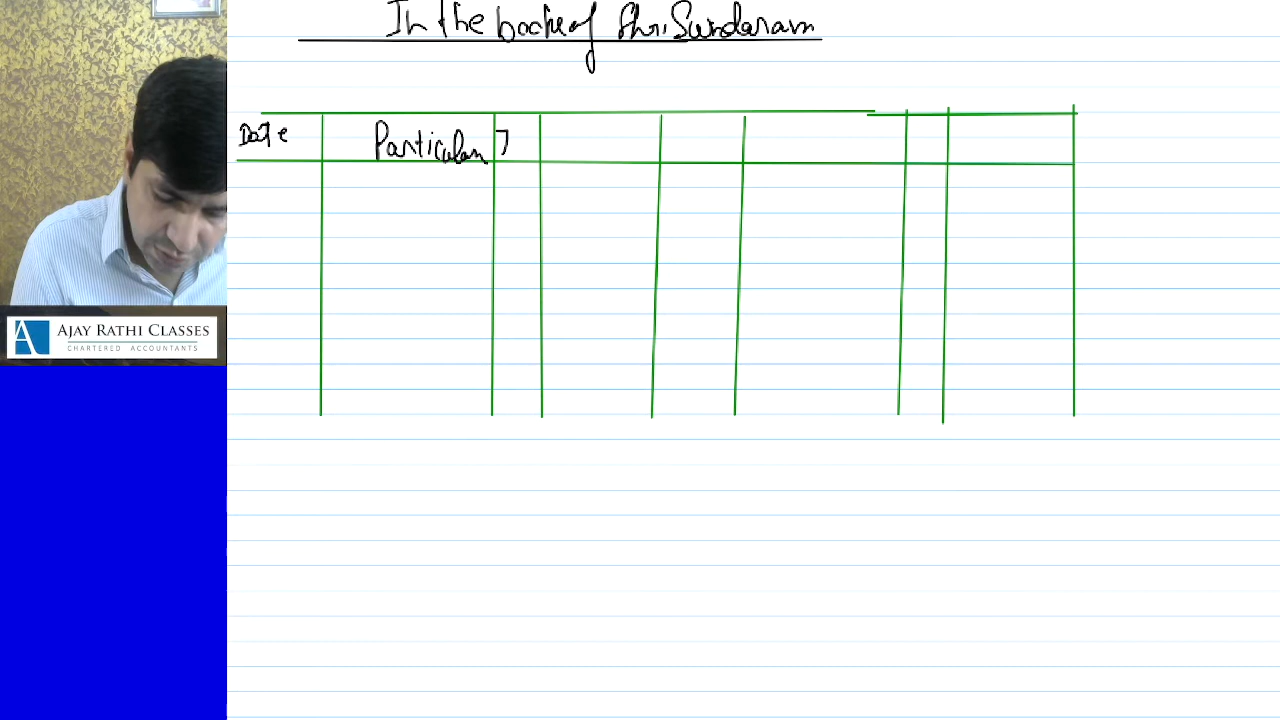 In the books of Shri. Sundaram
Date Particulars J
AJAY RATHI CLASSES
CHARTERED ACCOUNTANTS